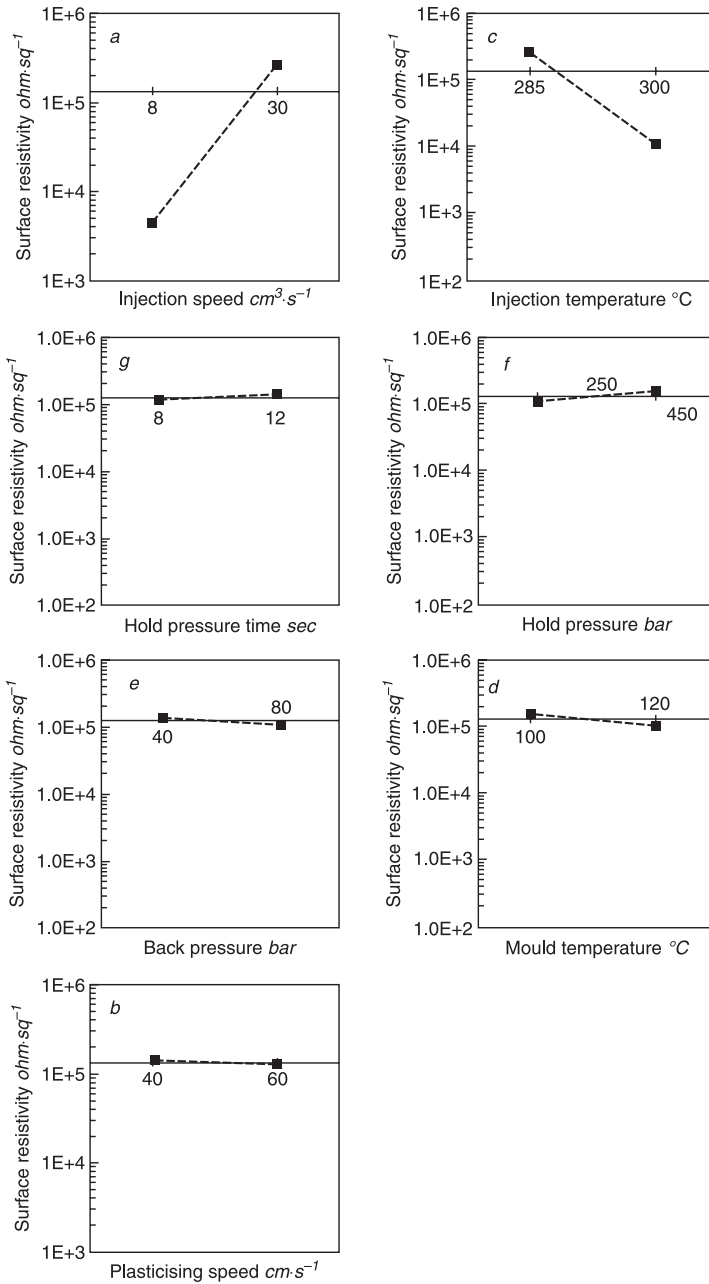 Surface resistivity ohm·sq⁻¹
1E+6
1E+5
1E+4
1E+3
a
8
30
Injection speed cm³·s⁻¹
Surface resistivity ohm·sq⁻¹
1E+6
1E+5
1E+4
1E+3
1E+2
c
285
300
Injection temperature °C
Surface resistivity ohm·sq⁻¹
1.0E+6
1.0E+5
1.0E+4
1.0E+3
1.0E+2
g
8
12
Hold pressure time sec
Surface resistivity ohm·sq⁻¹
1.0E+6
1.0E+5
1.0E+4
1.0E+3
1.0E+2
f
250
450
Hold pressure bar
Surface resistivity ohm·sq⁻¹
1.0E+6
1.0E+5
1.0E+4
1.0E+3
1.0E+2
e
80
40
Back pressure bar
Surface resistivity ohm·sq⁻¹
1.0E+6
1.0E+5
1.0E+4
1.0E+3
1.0E+2
d
120
100
Mould temperature °C
Surface resistivity ohm·sq⁻¹
1E+6
1E+5
1E+4
1E+3
b
40
60
Plasticising speed cm·s⁻¹